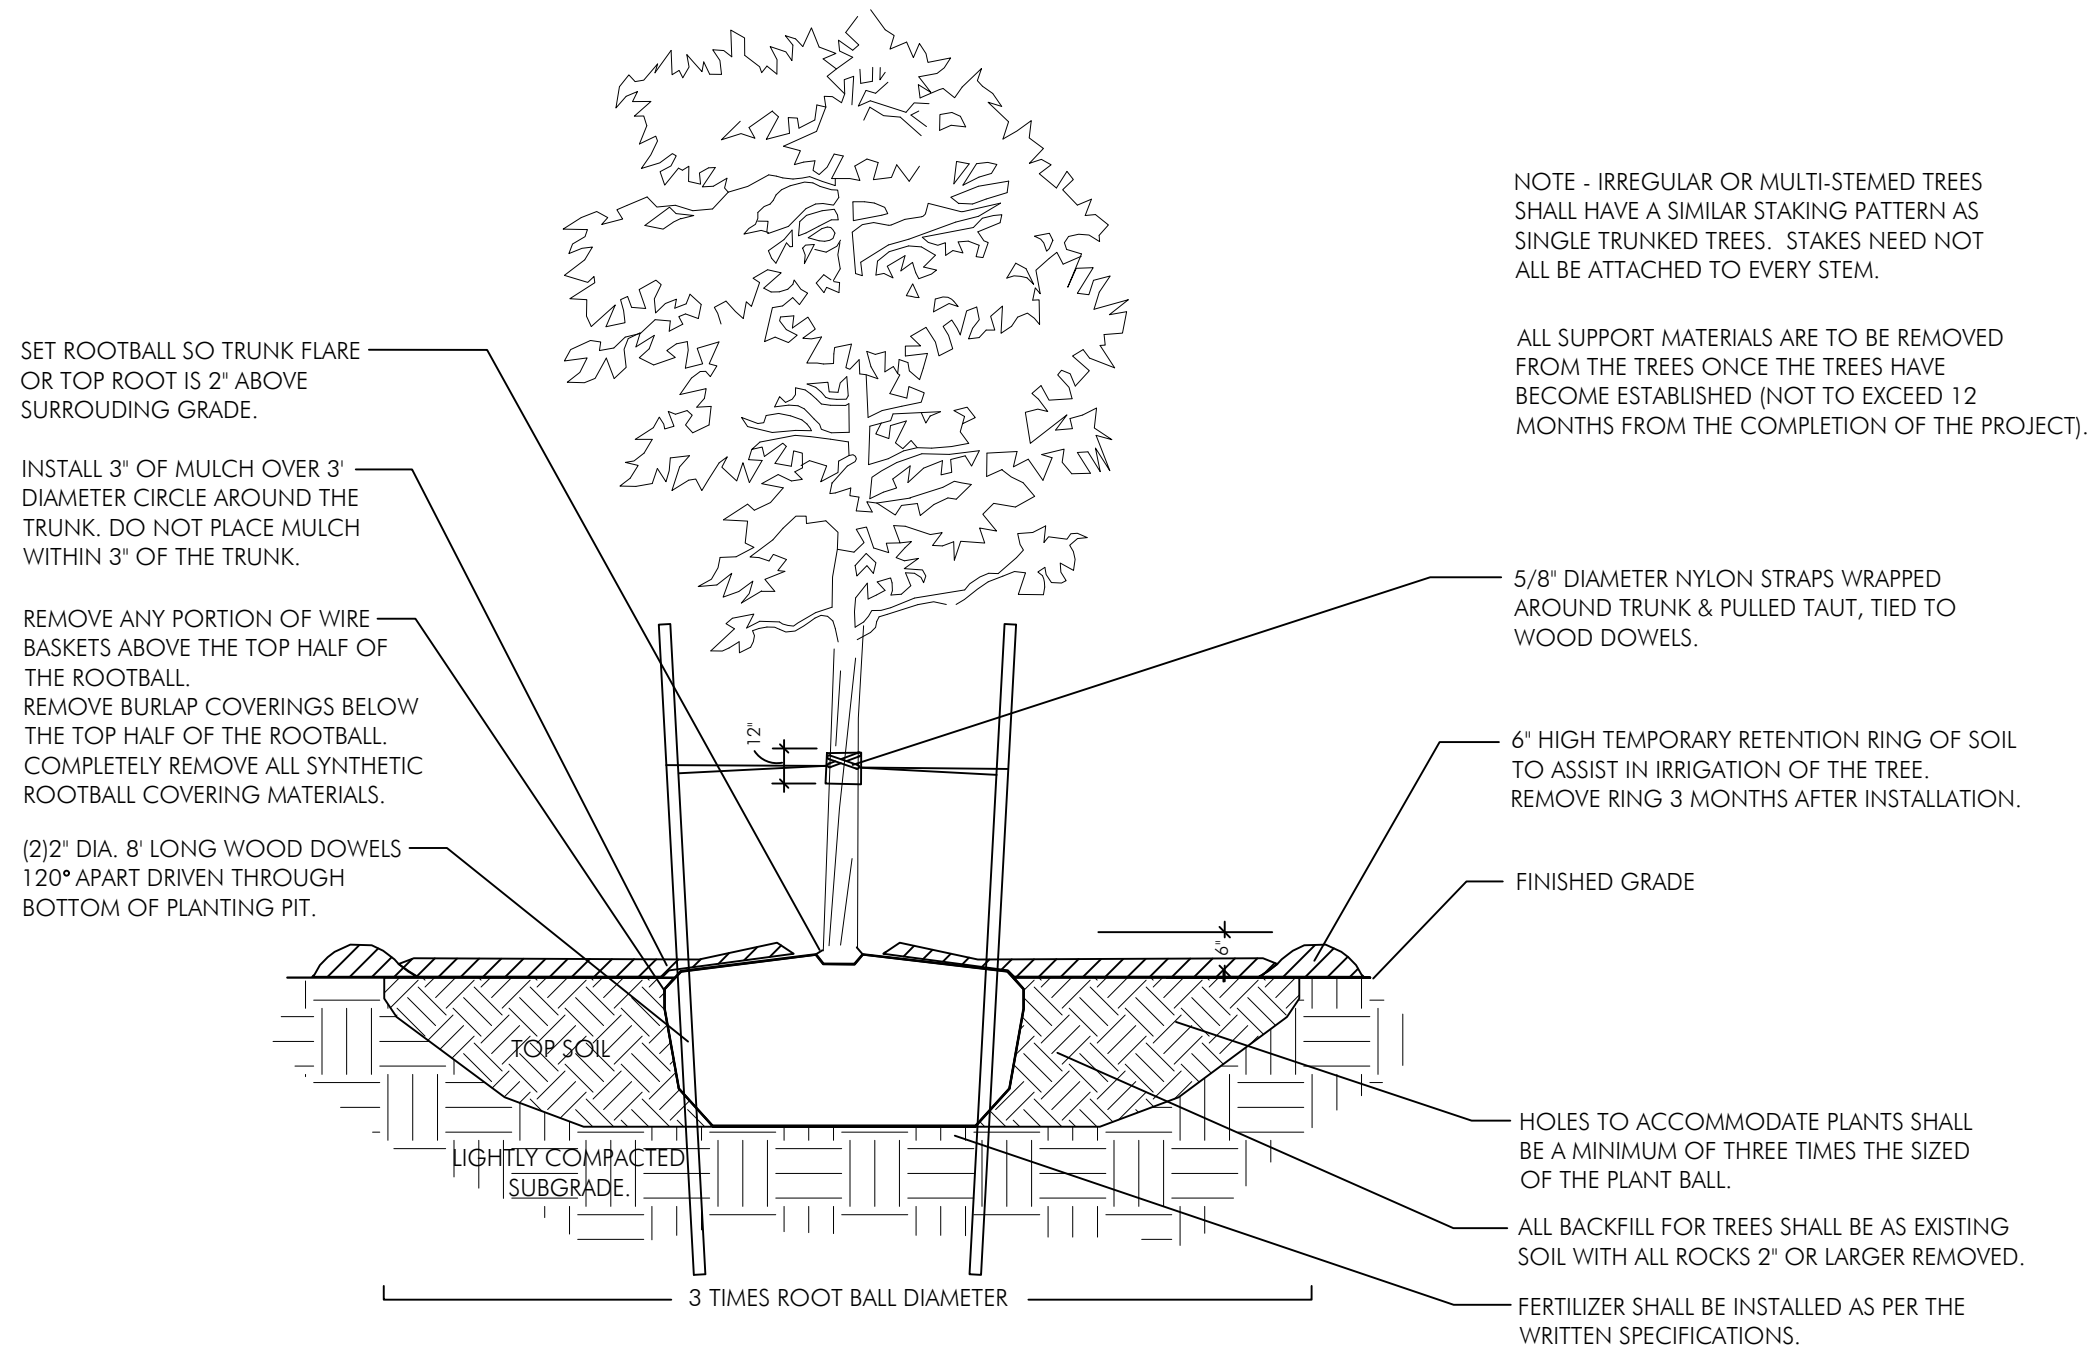 SET ROOTBALL SO TRUNK FLARE
OR TOP ROOT IS 2" ABOVE
SURROUDING GRADE.
INSTALL 3" OF MULCH OVER 3'
DIAMETER CIRCLE AROUND THE
TRUNK. DO NOT PLACE MULCH
WITHIN 3" OF THE TRUNK.
REMOVE ANY PORTION OF WIRE
BASKETS ABOVE THE TOP HALF OF
THE ROOTBALL.
REMOVE BURLAP COVERINGS BELOW
THE TOP HALF OF THE ROOTBALL.
COMPLETELY REMOVE ALL SYNTHETIC
ROOTBALL COVERING MATERIALS.
(2)2" DIA. 8' LONG WOOD DOWELS
120° APART DRIVEN THROUGH
BOTTOM OF PLANTING PIT.
12"
6"
TOP SOIL
LIGHTLY COMPACTED
SUBGRADE.
3 TIMES ROOT BALL DIAMETER
NOTE - IRREGULAR OR MULTI-STEMED TREES
SHALL HAVE A SIMILAR STAKING PATTERN AS
SINGLE TRUNKED TREES.  STAKES NEED NOT
ALL BE ATTACHED TO EVERY STEM.
ALL SUPPORT MATERIALS ARE TO BE REMOVED
FROM THE TREES ONCE THE TREES HAVE
BECOME ESTABLISHED (NOT TO EXCEED 12
MONTHS FROM THE COMPLETION OF THE PROJECT).
5/8" DIAMETER NYLON STRAPS WRAPPED
AROUND TRUNK & PULLED TAUT, TIED TO
WOOD DOWELS.
6" HIGH TEMPORARY RETENTION RING OF SOIL
TO ASSIST IN IRRIGATION OF THE TREE.
REMOVE RING 3 MONTHS AFTER INSTALLATION.
FINISHED GRADE
HOLES TO ACCOMMODATE PLANTS SHALL
BE A MINIMUM OF THREE TIMES THE SIZED
OF THE PLANT BALL.
ALL BACKFILL FOR TREES SHALL BE AS EXISTING
SOIL WITH ALL ROCKS 2" OR LARGER REMOVED.
FERTILIZER SHALL BE INSTALLED AS PER THE
WRITTEN SPECIFICATIONS.